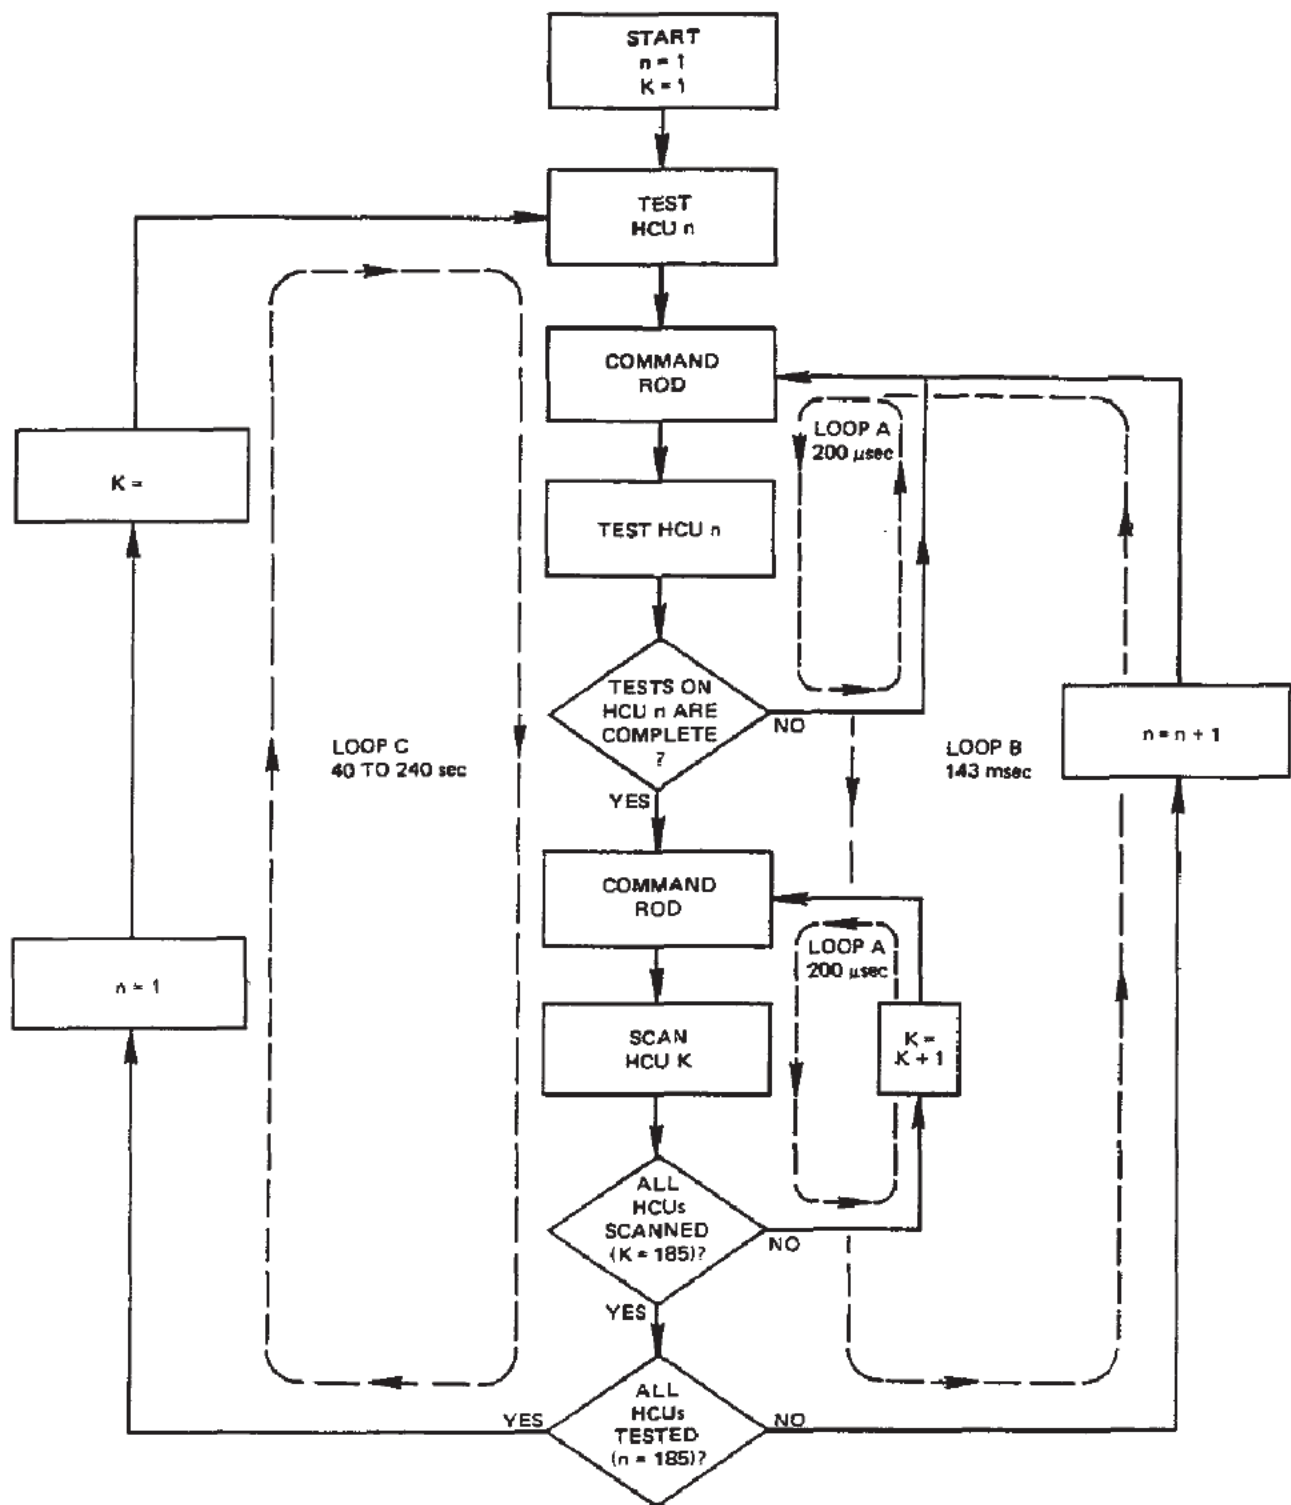 START
n = 1
K = 1
TEST
HCU n
COMMAND
ROD
LOOP A
200 µsec
K =
TEST HCU n
TESTS ON
HCU n ARE
COMPLETE
?
NO
YES
LOOP C
40 TO 240 sec
LOOP B
143 msec
n = n + 1
COMMAND
ROD
LOOP A
200 µsec
n = 1
SCAN
HCU K
K =
K + 1
ALL
HCUs
SCANNED
(K = 185)?
NO
YES
ALL
HCUs
TESTED
(n = 185)?
YES
NO